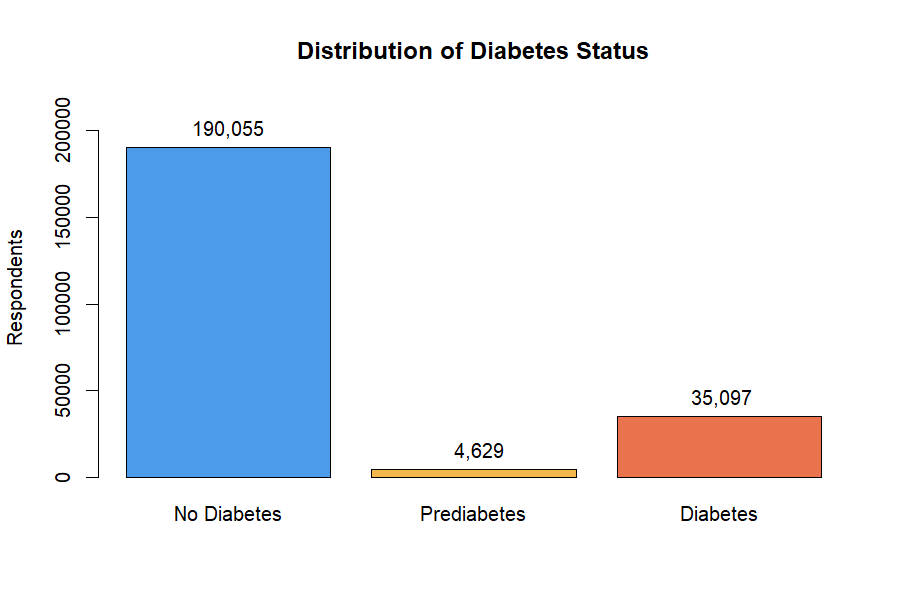 Distribution of Diabetes Status
Respondents
200000
150000
100000
50000
0
190,055
4,629
35,097
No Diabetes
Prediabetes
Diabetes